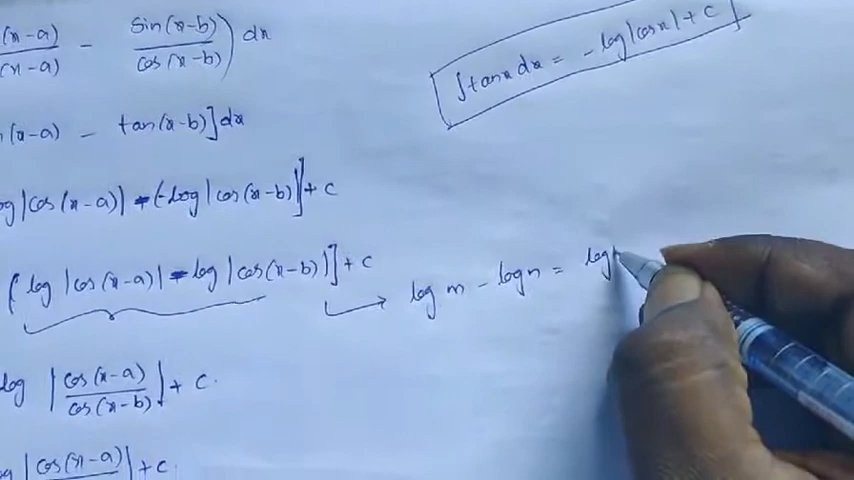 (x-a)/(x-a) - sin(x-b)/cos(x-b)) dx
∫tanx dx = -log|cosx| + c
(x-a) - tan(x-b)] dx
og|cos(x-a)| - (-log|cos(x-b)|] + c
(log|cos(x-a)| - log|cos(x-b)|] + c
log m - log n = log
log |cos(x-a)/cos(x-b)| + c.
|cos(x-a)| + c.